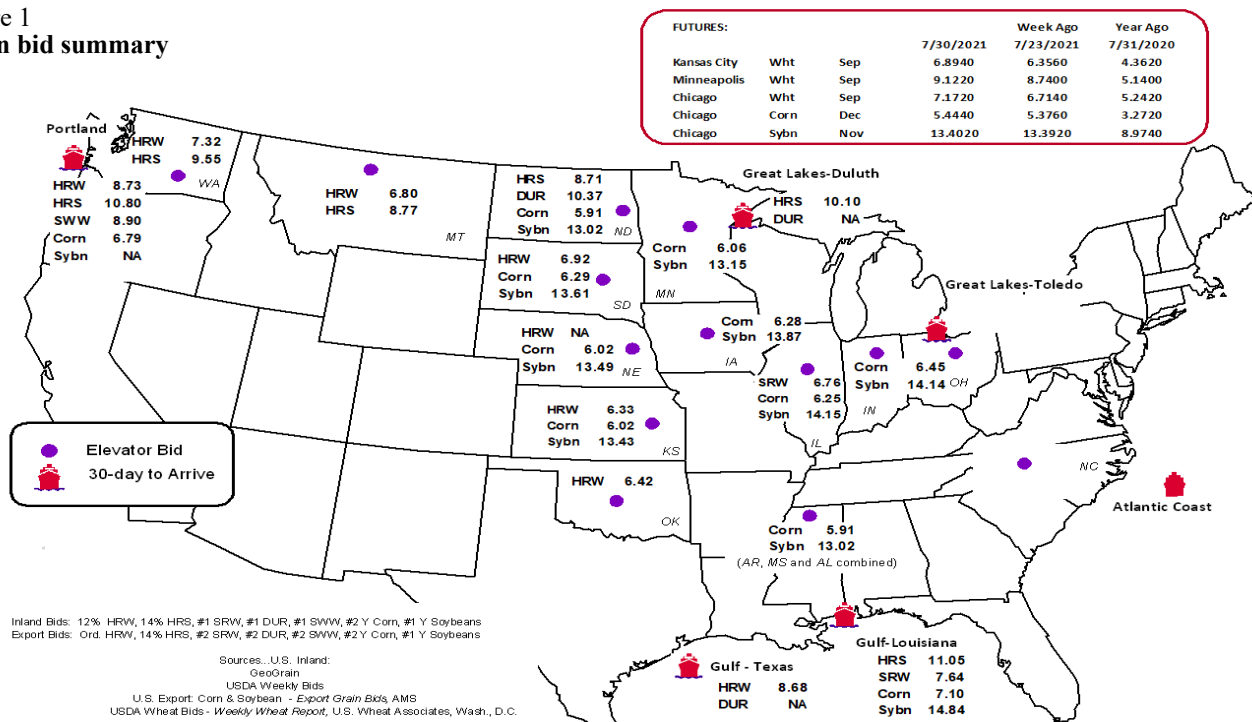 e 1
n bid summary
FUTURES: Week Ago Year Ago
7/30/2021 7/23/2021 7/31/2020
Kansas City Wht Sep 6.8940 6.3560 4.3620
Minneapolis Wht Sep 9.1220 8.7400 5.1400
Chicago Wht Sep 7.1720 6.7140 5.2420
Chicago Corn Dec 5.4440 5.3760 3.2720
Chicago Sybn Nov 13.4020 13.3920 8.9740
Portland
HRW 7.32
HRS 9.55
WA
HRW 8.73
HRS 10.80
SWW 8.90
Corn 6.79
Sybn NA
HRW 6.80
HRS 8.77
MT
HRS 8.71
DUR 10.37
Corn 5.91
Sybn 13.02
ND
Great Lakes-Duluth
HRS 10.10
DUR NA
Corn 6.06
Sybn 13.15
MN
HRW 6.92
Corn 6.29
Sybn 13.61
SD
Great Lakes-Toledo
HRW NA
Corn 6.02
Sybn 13.49
NE
Corn 6.28
Sybn 13.87
IA
SRW 6.76
Corn 6.25
Sybn 14.15
IL
Corn 6.45
Sybn 14.14
OH
IN
HRW 6.33
Corn 6.02
Sybn 13.43
KS
Elevator Bid
30-day to Arrive
HRW 6.42
OK
NC
Atlantic Coast
Corn 5.91
Sybn 13.02
(AR, MS and AL combined)
Inland Bids: 12% HRW, 14% HRS, #1 SRW, #1 DUR, #1 SWW, #2 Y Corn, #1 Y Soybeans
Export Bids: Ord. HRW, 14% HRS, #2 SRW, #2 DUR, #2 SWW, #2 Y Corn, #1 Y Soybeans
Sources...U.S. Inland:
GeoGrain
USDA Weekly Bids
U.S. Export: Corn & Soybean - Export Grain Bids, AMS
USDA Wheat Bids - Weekly Wheat Report, U.S. Wheat Associates, Wash., D.C.
Gulf - Texas
HRW 8.68
DUR NA
Gulf-Louisiana
HRS 11.05
SRW 7.64
Corn 7.10
Sybn 14.84